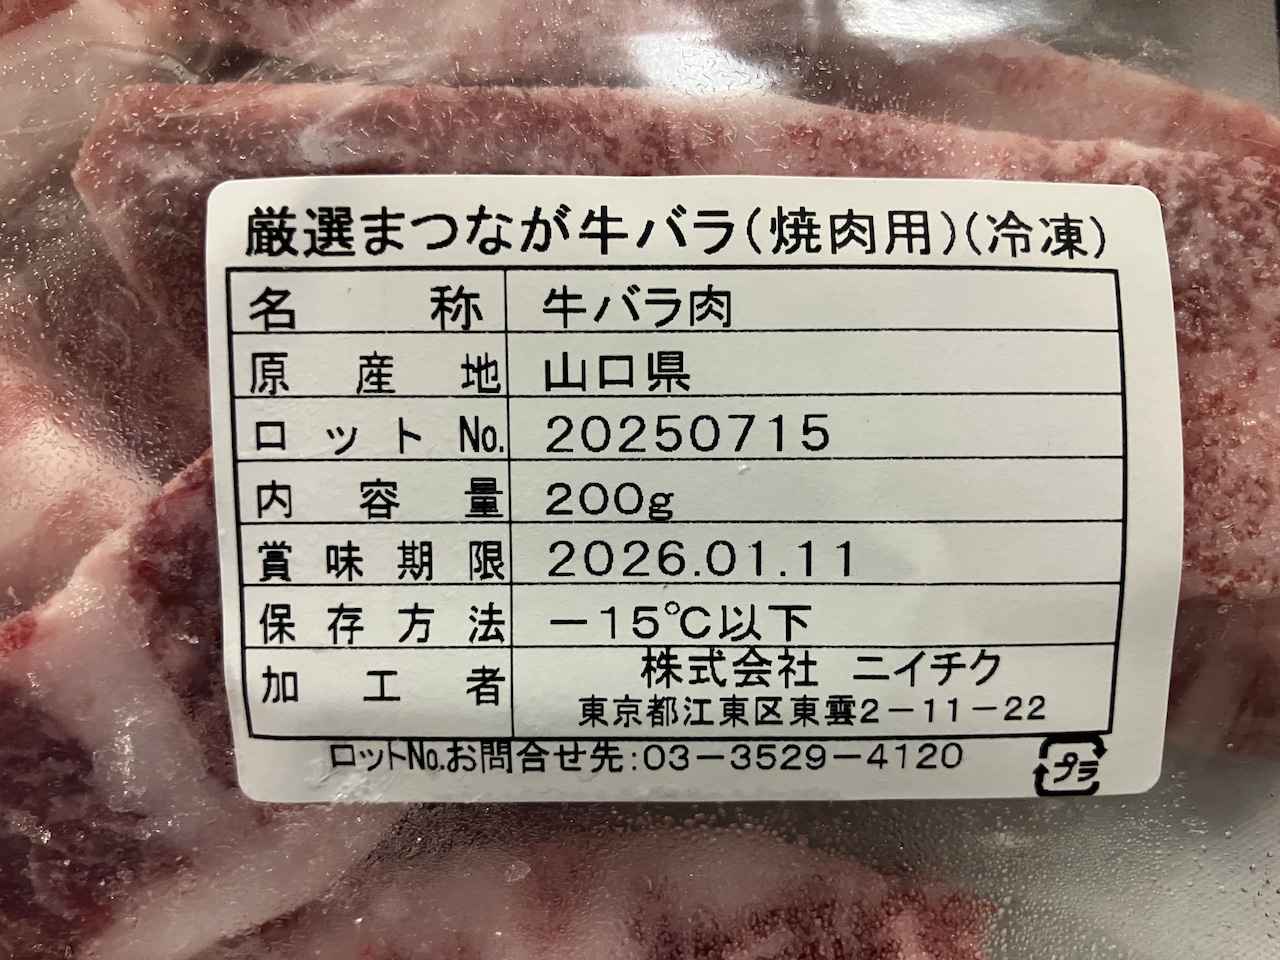 厳選まつなが牛バラ(焼肉用)(冷凍)
名称 牛バラ肉
原産地 山口県
ロットNo. 20250715
内容量 200g
賞味期限 2026.01.11
保存方法 －15℃以下
加工者 株式会社 ニイチク
東京都江東区東雲2－11－22
ロットNo.お問合せ先:03－3529－4120
プラ